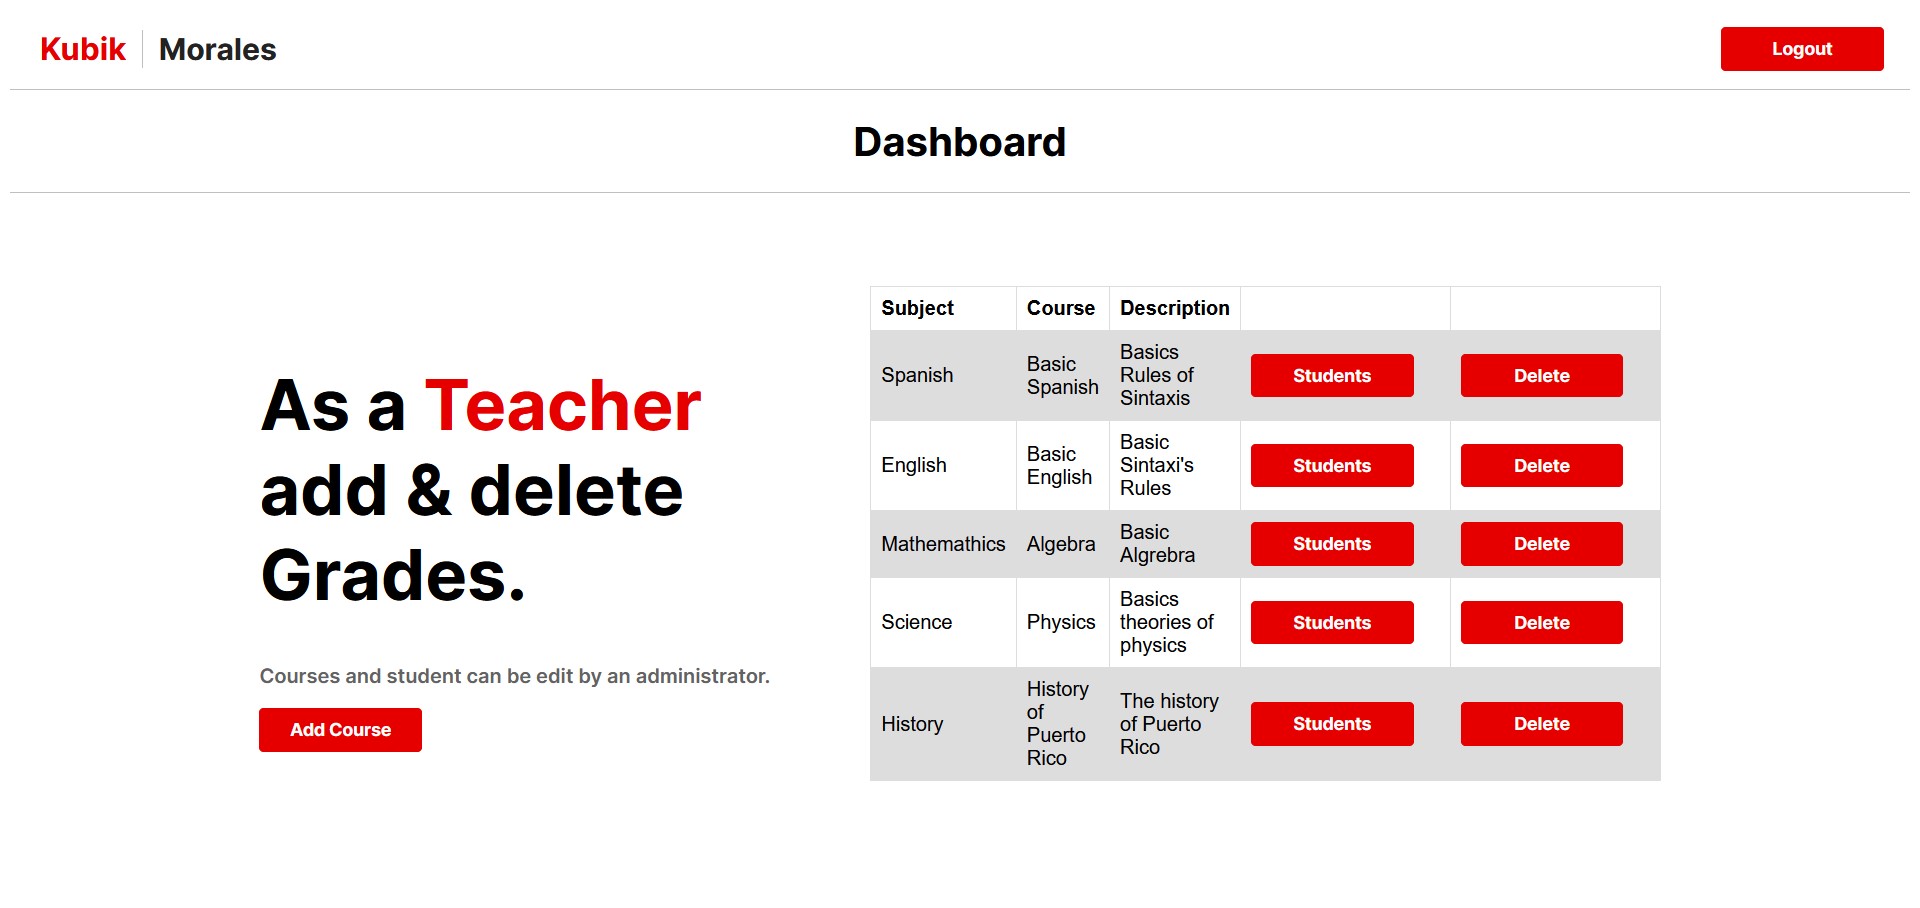 Kubik Morales
Logout
Dashboard
As a Teacher
add & delete
Grades.
Courses and student can be edit by an administrator.
Add Course
Subject Course Description
Spanish
Basic
Spanish
Basics
Rules of
Sintaxis
Students
Delete
English
Basic
English
Basic
Sintaxi's
Rules
Students
Delete
Mathemathics
Algebra
Basic
Algrebra
Students
Delete
Science
Physics
Basics
theories of
physics
Students
Delete
History
History
of
Puerto
Rico
The history
of Puerto
Rico
Students
Delete